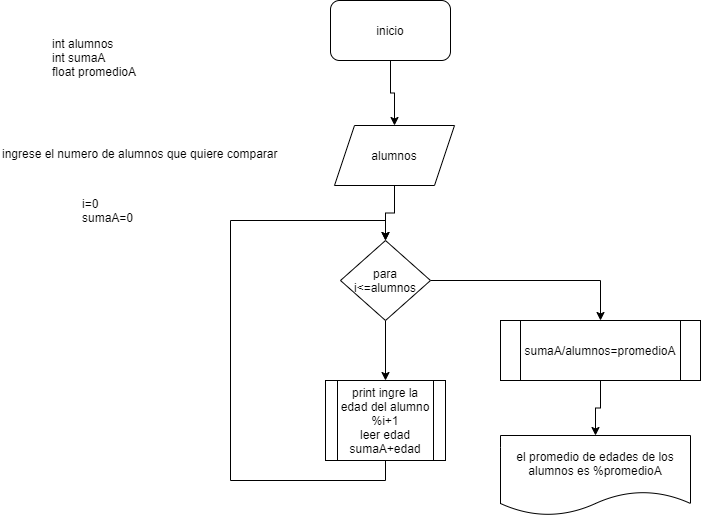 inicio
int alumnos
int sumaA
float promedioA
alumnos
ingrese el numero de alumnos que quiere comparar
i=0
sumaA=0
para
i<=alumnos
sumaA/alumnos=promedioA
print ingre la
edad del alumno
%i+1
leer edad
sumaA+edad
el promedio de edades de los
alumnos es %promedioA